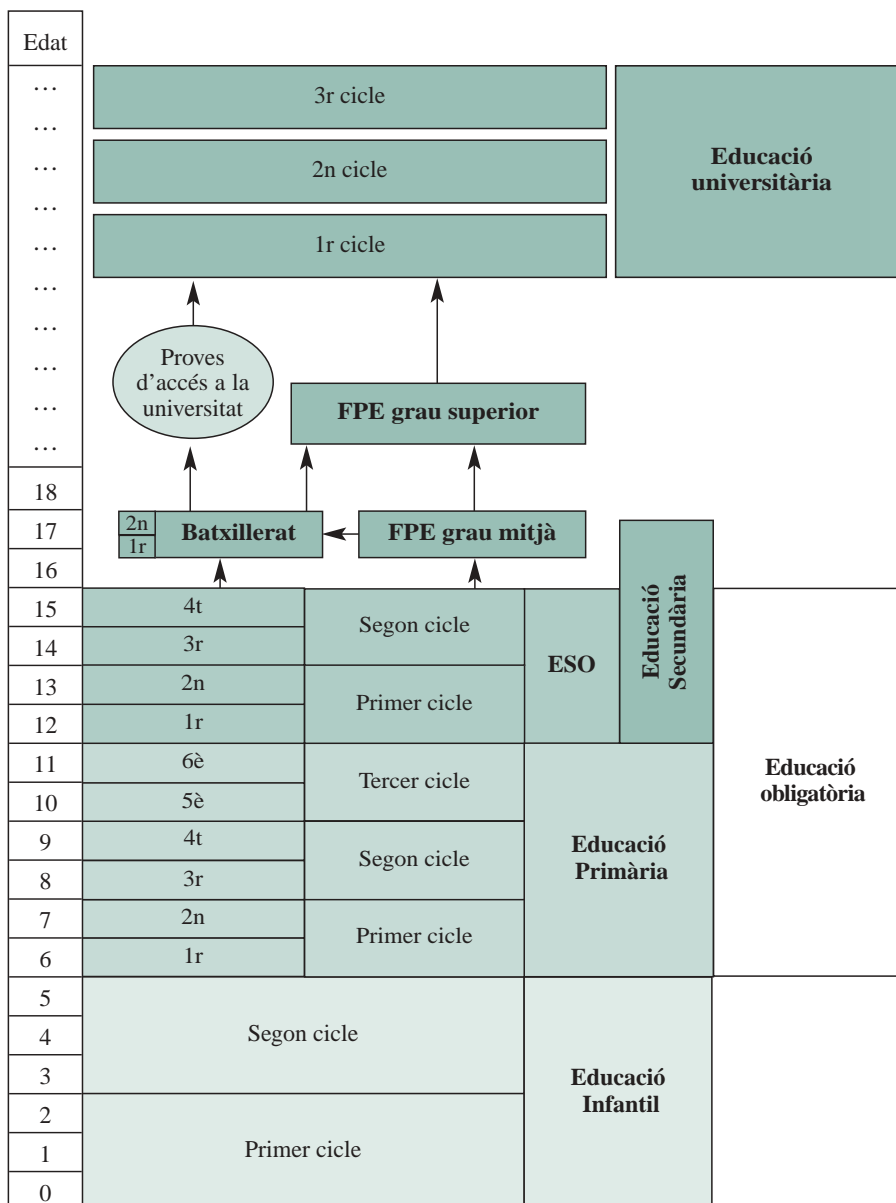 Edat
…
3r cicle
…
…
2n cicle
Educació
universitària
…
…
1r cicle
…
…
…
Proves
d’accés a la
universitat
…
FPE grau superior
…
18
17
2n
1r
Batxillerat
FPE grau mitjà
16
Educació
Secundària
15
4t
Segon cicle
14
3r
ESO
13
2n
Primer cicle
12
1r
11
6è
Tercer cicle
Educació
obligatòria
10
5è
9
4t
Segon cicle
Educació
Primària
8
3r
7
2n
Primer cicle
6
1r
5
4
Segon cicle
3
Educació
Infantil
2
1
Primer cicle
0